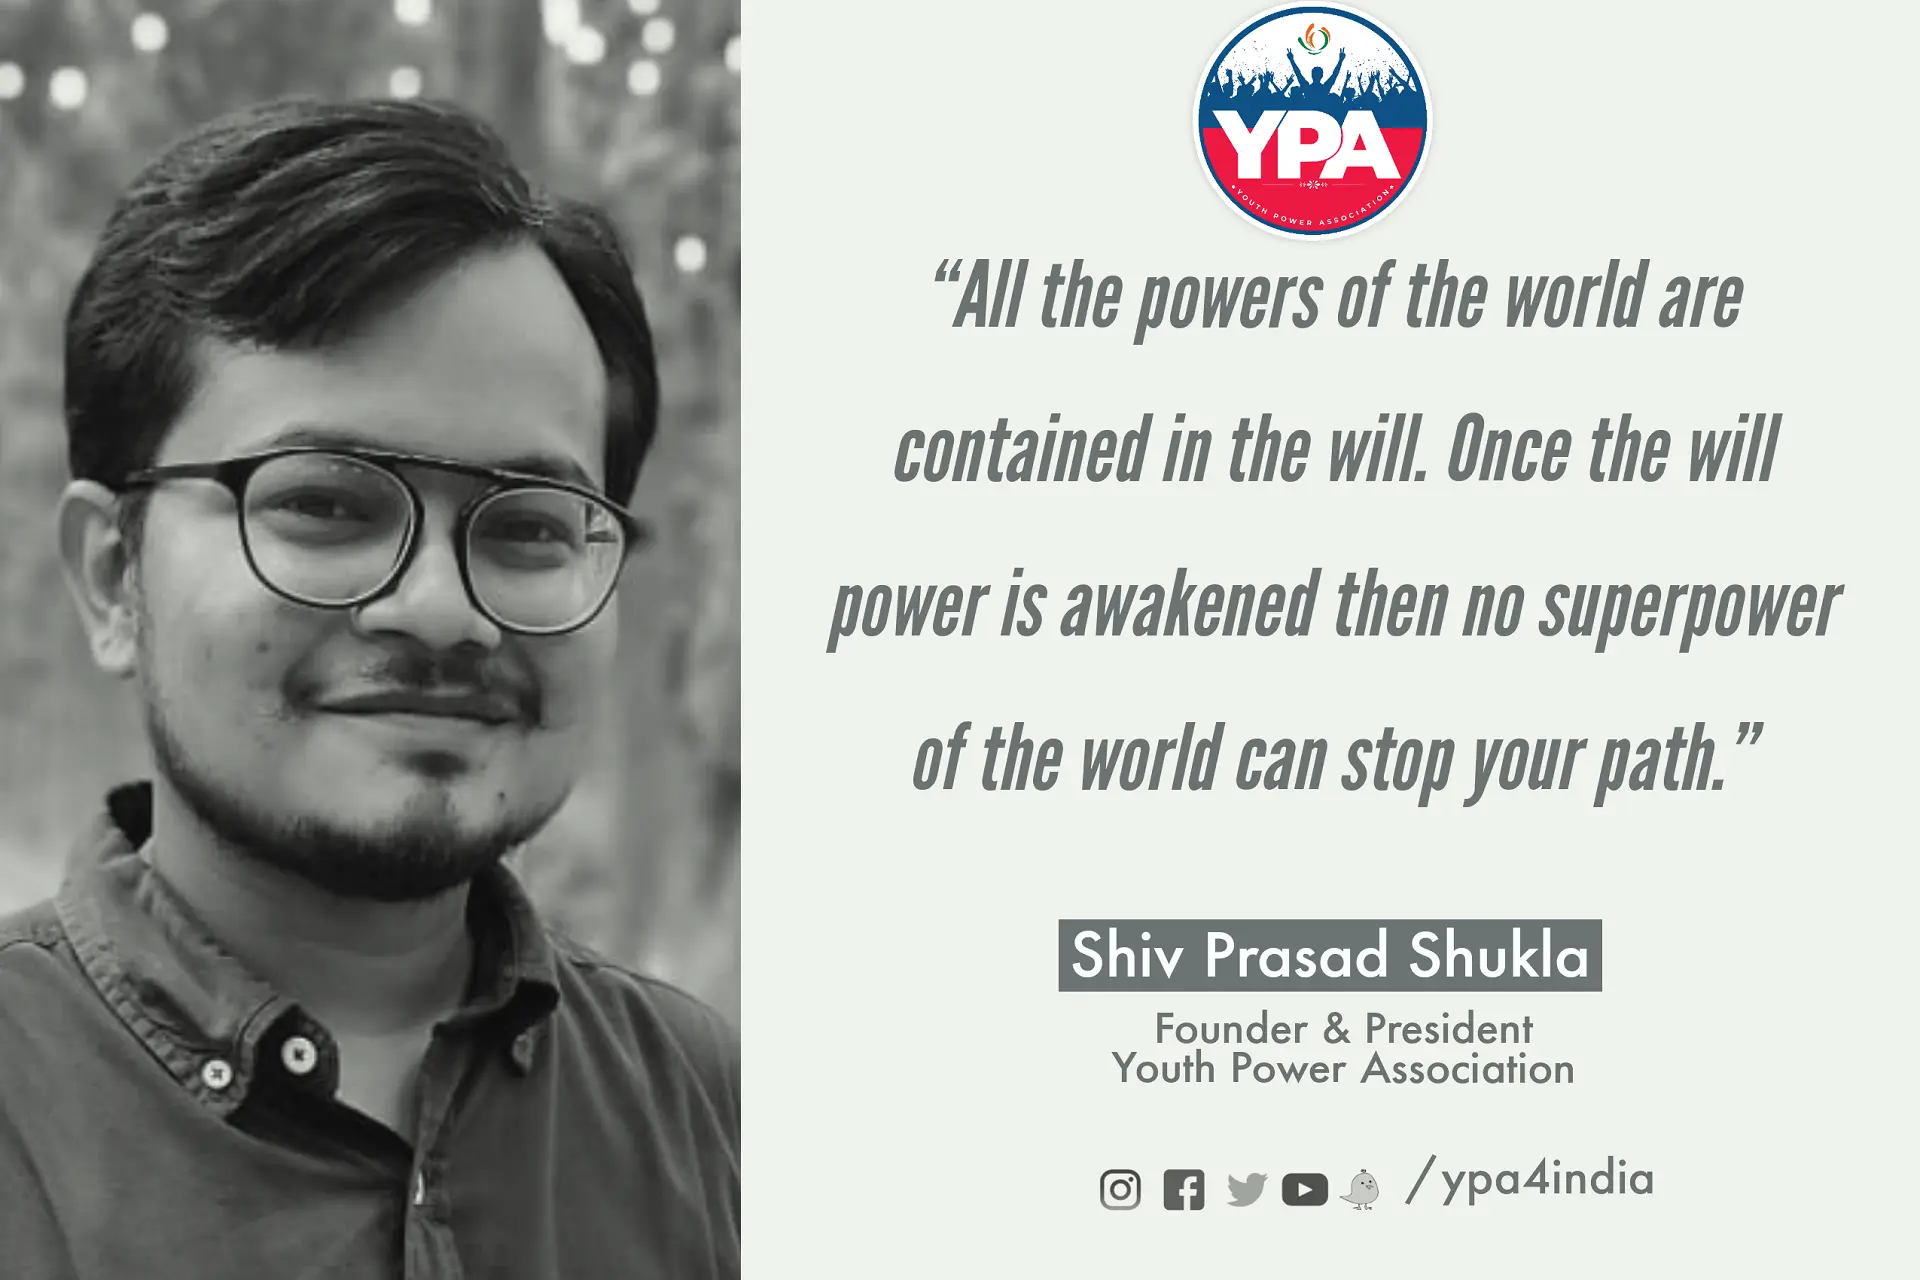 YPA
YOUTH POWER ASSOCIATION
“All the powers of the world are
contained in the will. Once the will
power is awakened then no superpower
of the world can stop your path.”
Shiv Prasad Shukla
Founder & President
Youth Power Association
/ypa4india